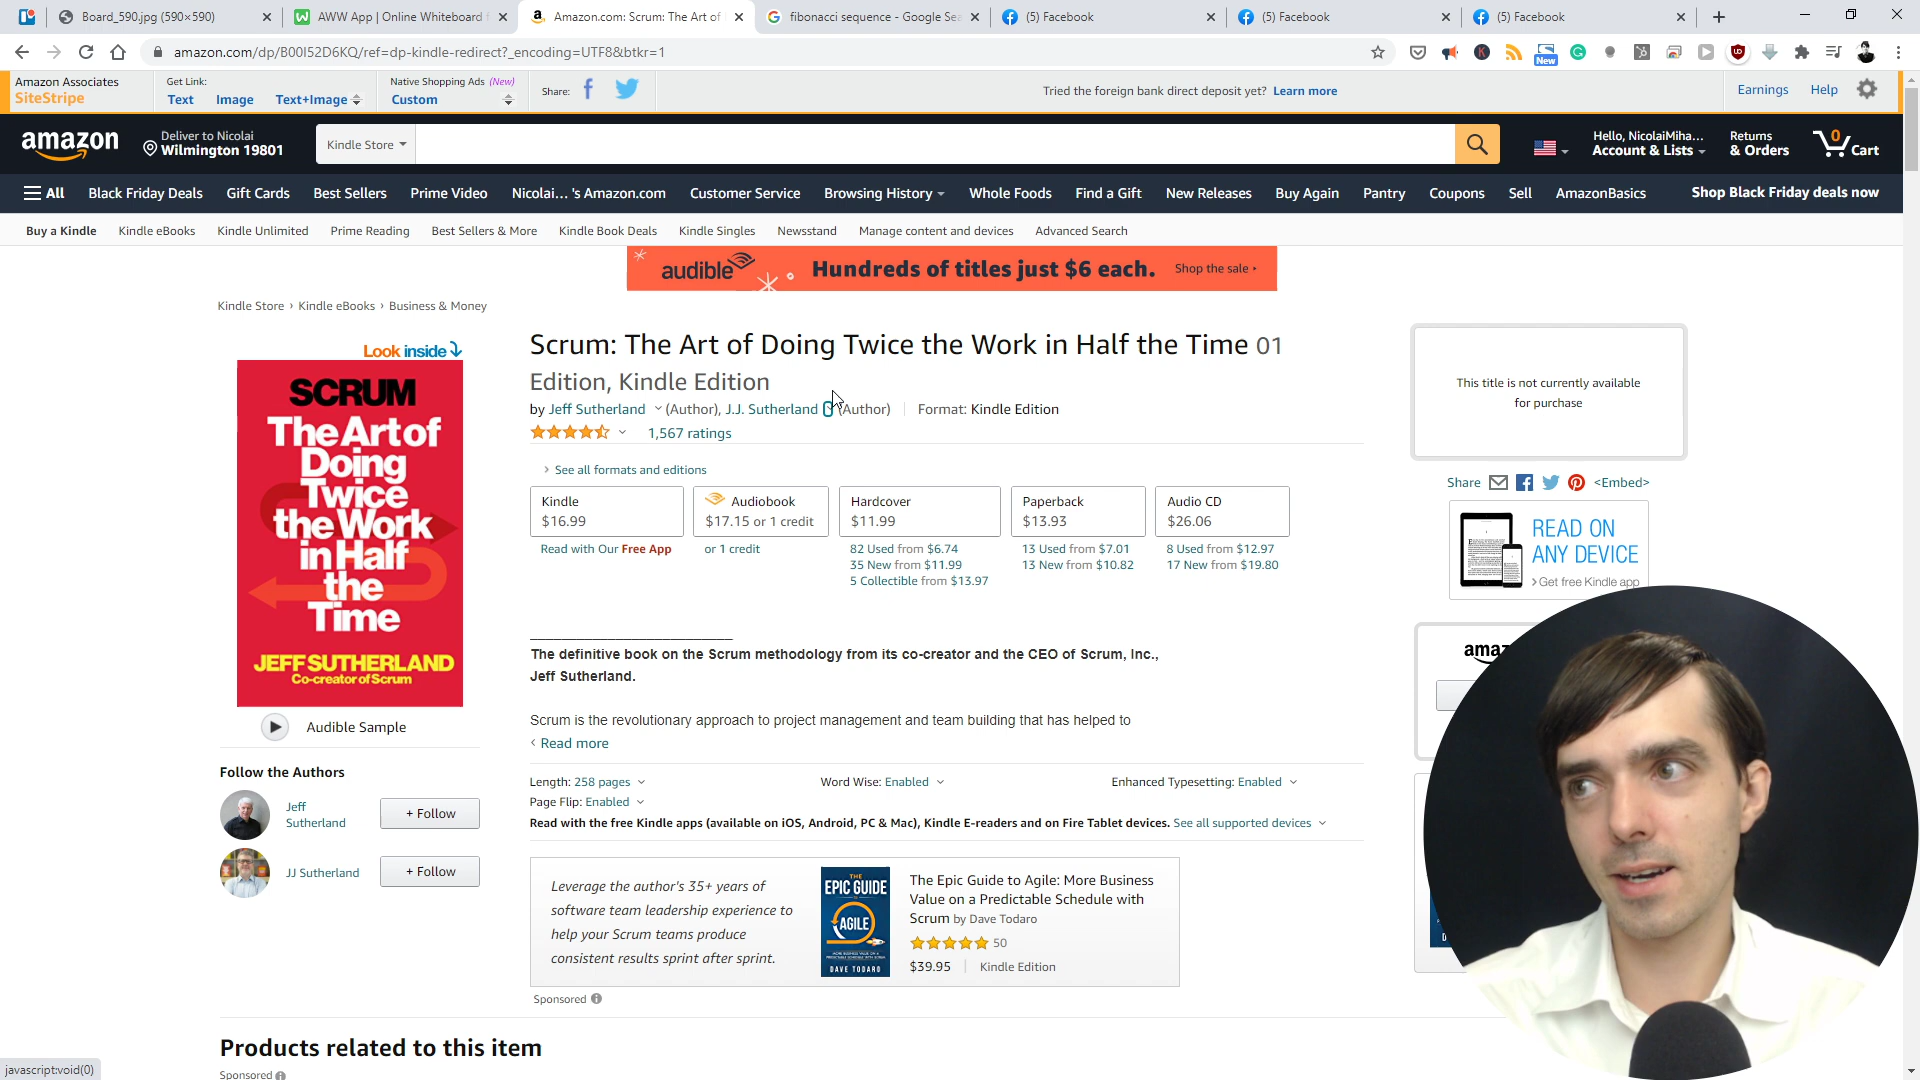 Board_590.jpg (590×590)
AWW App | Online Whiteboard f
Amazon.com: Scrum: The Art of
fibonacci sequence - Google Sea
(5) Facebook
(5) Facebook
(5) Facebook
amazon.com/dp/B00I52D6KQ/ref=dp-kindle-redirect?_encoding=UTF8&btkr=1
New
Amazon Associates
SiteStripe
Get Link:
Text Image Text+Image
Native Shopping Ads (New)
Custom
Share:
Tried the foreign bank direct deposit yet? Learn more
Earnings Help
amazon
Deliver to Nicolai
Wilmington 19801
Kindle Store
Hello, NicolaiMiha...
Account & Lists
Returns
& Orders
0
Cart
All Black Friday Deals Gift Cards Best Sellers Prime Video Nicolai... 's Amazon.com Customer Service Browsing History Whole Foods Find a Gift New Releases Buy Again Pantry Coupons Sell AmazonBasics Shop Black Friday deals now
Buy a Kindle Kindle eBooks Kindle Unlimited Prime Reading Best Sellers & More Kindle Book Deals Kindle Singles Newsstand Manage content and devices Advanced Search
audible Hundreds of titles just $6 each. Shop the sale ›
Kindle Store › Kindle eBooks › Business & Money
Look inside
SCRUM
The Art of
Doing
Twice
the Work
in Half
the
Time
JEFF SUTHERLAND
Co-creator of Scrum
Audible Sample
Follow the Authors
Jeff
Sutherland
+ Follow
JJ Sutherland
+ Follow
Scrum: The Art of Doing Twice the Work in Half the Time 01
Edition, Kindle Edition
by Jeff Sutherland (Author), J.J. Sutherland (Author) Format: Kindle Edition
1,567 ratings
› See all formats and editions
Kindle
$16.99
Read with Our Free App
Audiobook
$17.15 or 1 credit
or 1 credit
Hardcover
$11.99
82 Used from $6.74
35 New from $11.99
5 Collectible from $13.97
Paperback
$13.93
13 Used from $7.01
13 New from $10.82
Audio CD
$26.06
8 Used from $12.97
17 New from $19.80
The definitive book on the Scrum methodology from its co-creator and the CEO of Scrum, Inc.,
Jeff Sutherland.
Scrum is the revolutionary approach to project management and team building that has helped to
‹ Read more
Length: 258 pages Word Wise: Enabled Enhanced Typesetting: Enabled
Page Flip: Enabled
Read with the free Kindle apps (available on iOS, Android, PC & Mac), Kindle E-readers and on Fire Tablet devices. See all supported devices
Leverage the author's 35+ years of
software team leadership experience to
help your Scrum teams produce
consistent results sprint after sprint.
THE
EPIC GUIDE
TO
AGILE
MORE BUSINESS VALUE ON A
PREDICTABLE SCHEDULE WITH
SCRUM
DAVE TODARO
The Epic Guide to Agile: More Business
Value on a Predictable Schedule with
Scrum by Dave Todaro
50
$39.95 Kindle Edition
Sponsored
This title is not currently available
for purchase
Share <Embed>
READ ON
ANY DEVICE
› Get free Kindle app
amaz
Products related to this item
Sponsored
javascript:void(0)